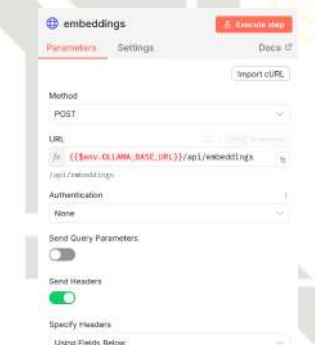 embeddings
Execute step
Parameters
Settings
Docs
Import cURL
Method
POST
URL
fx {{$env.OLLAMA_BASE_URL}}/api/embeddings
/api/embeddings
Authentication
None
Send Query Parameters
Send Headers
Specify Headers
Using Fields Below